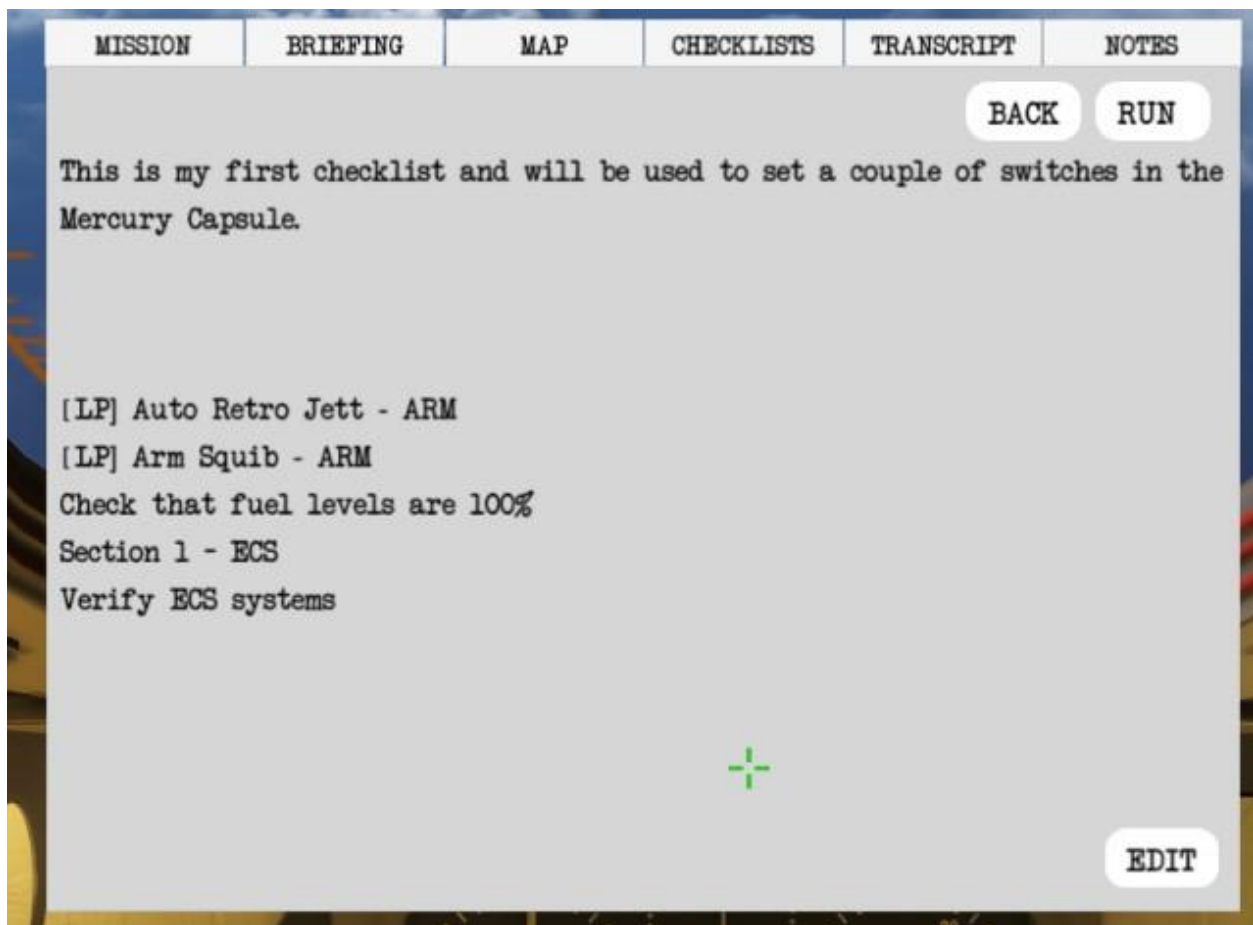 MISSION BRIEFING MAP CHECKLISTS TRANSCRIPT NOTES
BACK RUN
This is my first checklist and will be used to set a couple of switches in the
Mercury Capsule.
[LP] Auto Retro Jett - ARM
[LP] Arm Squib - ARM
Check that fuel levels are 100%
Section 1 - ECS
Verify ECS systems
EDIT